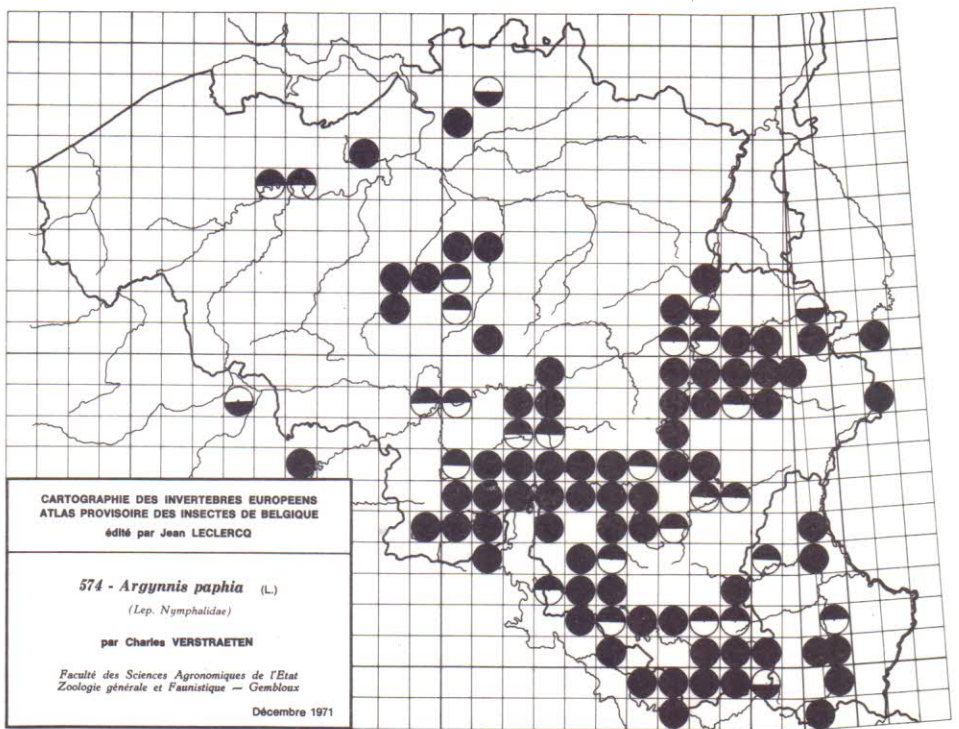 CARTOGRAPHIE DES INVERTEBRES EUROPEENS
ATLAS PROVISOIRE DES INSECTES DE BELGIQUE
édité par Jean LECLERCQ
574 - Argynnis paphia (L.)
(Lep. Nymphalidae)
par Charles VERSTRAETEN
Faculté des Sciences Agronomiques de l'Etat
Zoologie générale et Faunistique — Gembloux
Décembre 1971